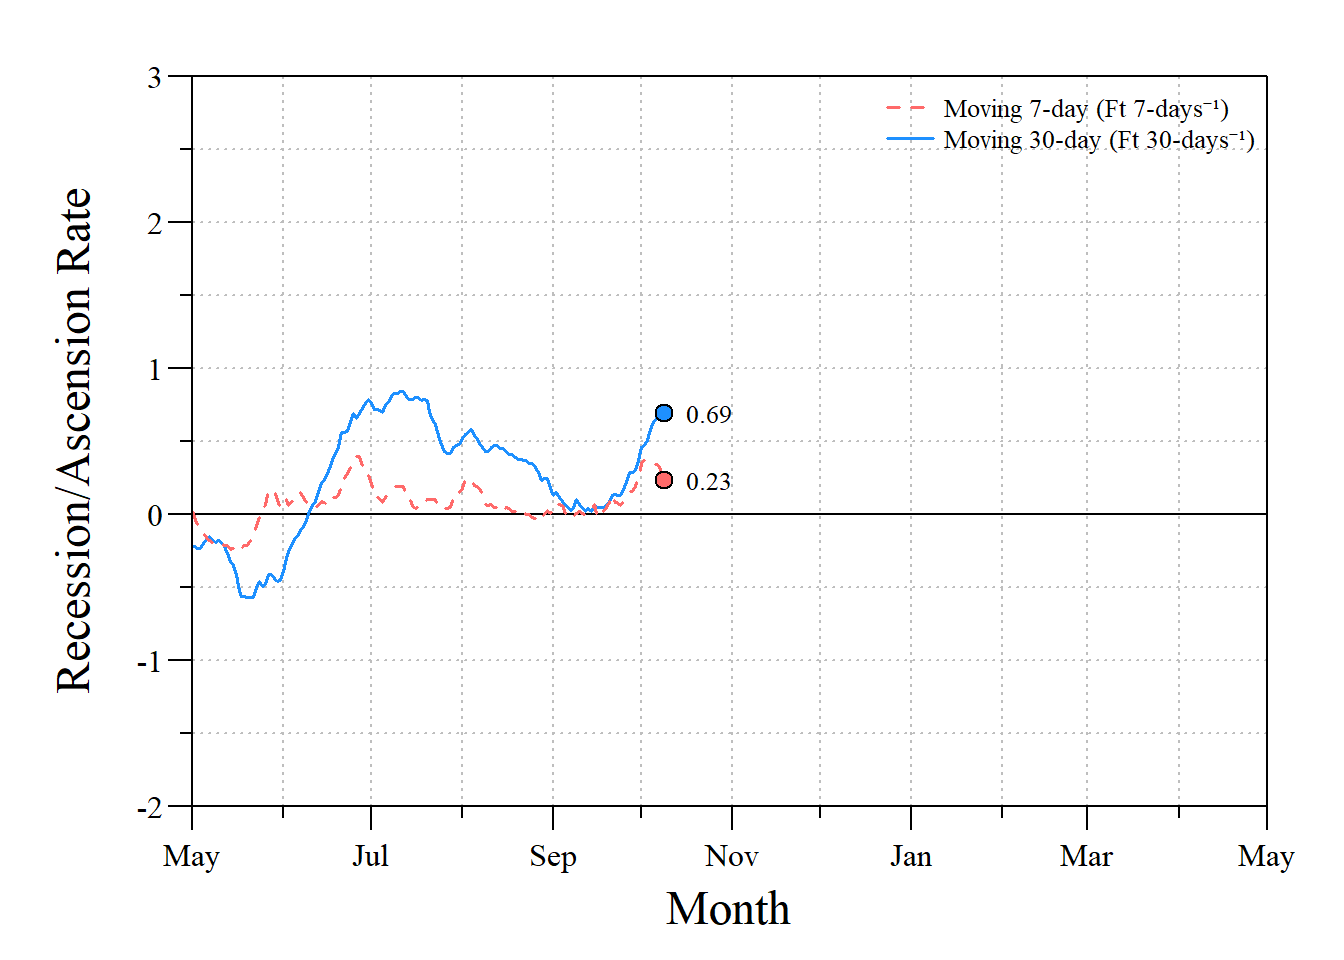 3
2
1
0
-1
-2
Recession/Ascension Rate
Moving 7-day (Ft 7-days⁻¹)
Moving 30-day (Ft 30-days⁻¹)
0.69
0.23
May Jul Sep Nov Jan Mar May
Month